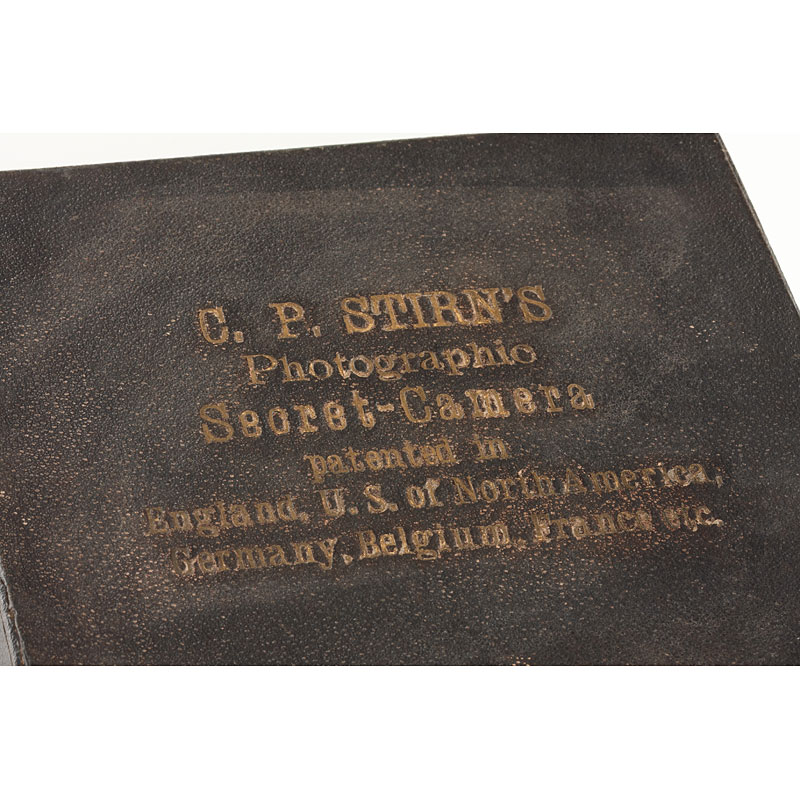 C. P. STIRN'S
Photographic
Secret-Camera
patented in
England, U. S. of North America,
Germany, Belgium, France etc.